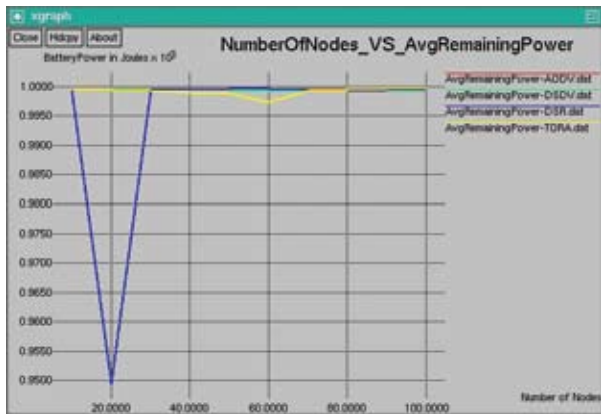 xgraph
Close Hdcpy About
NumberOfNodes_VS_AvgRemainingPower
BatteryPower in Joules x 10
1.0000
0.9950
0.9900
0.9850
0.9800
0.9750
0.9700
0.9650
0.9600
0.9550
0.9500
AvgRemainingPower-AODV.dat
AvgRemainingPower-DSDV.dat
AvgRemainingPower-DSR.dat
AvgRemainingPower-TORA.dat
Number of Nodes
20.0000 40.0000 60.0000 80.0000 100.0000